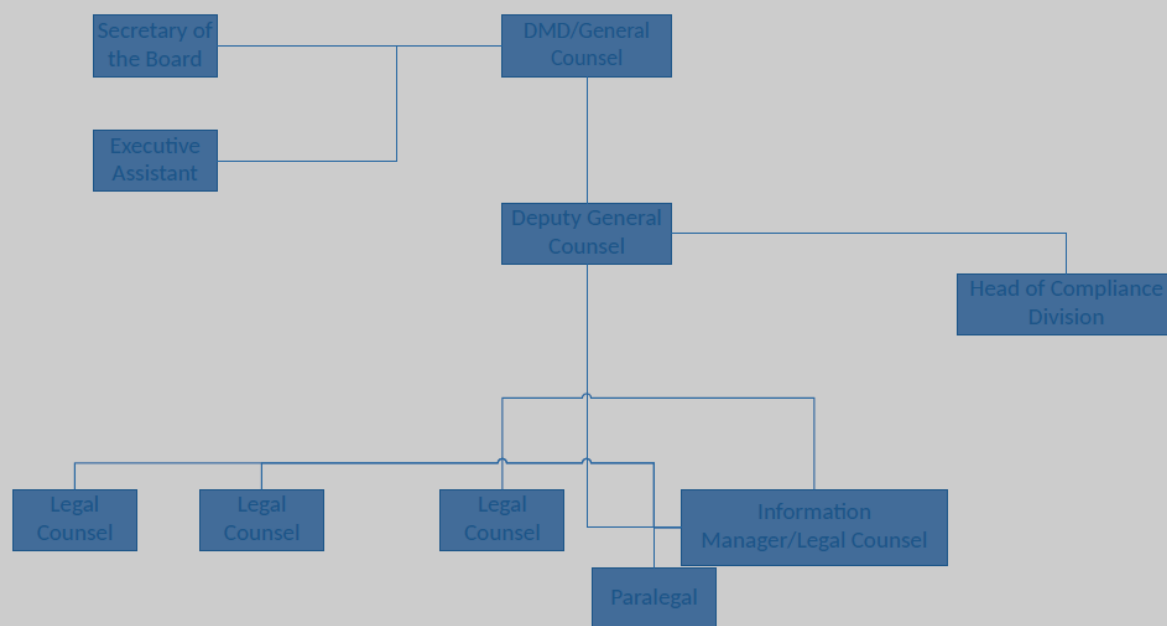 Secretary of
the Board
DMD/General
Counsel
Executive
Assistant
Deputy General
Counsel
Head of Compliance
Division
Legal
Counsel
Legal
Counsel
Legal
Counsel
Information
Manager/Legal Counsel
Paralegal